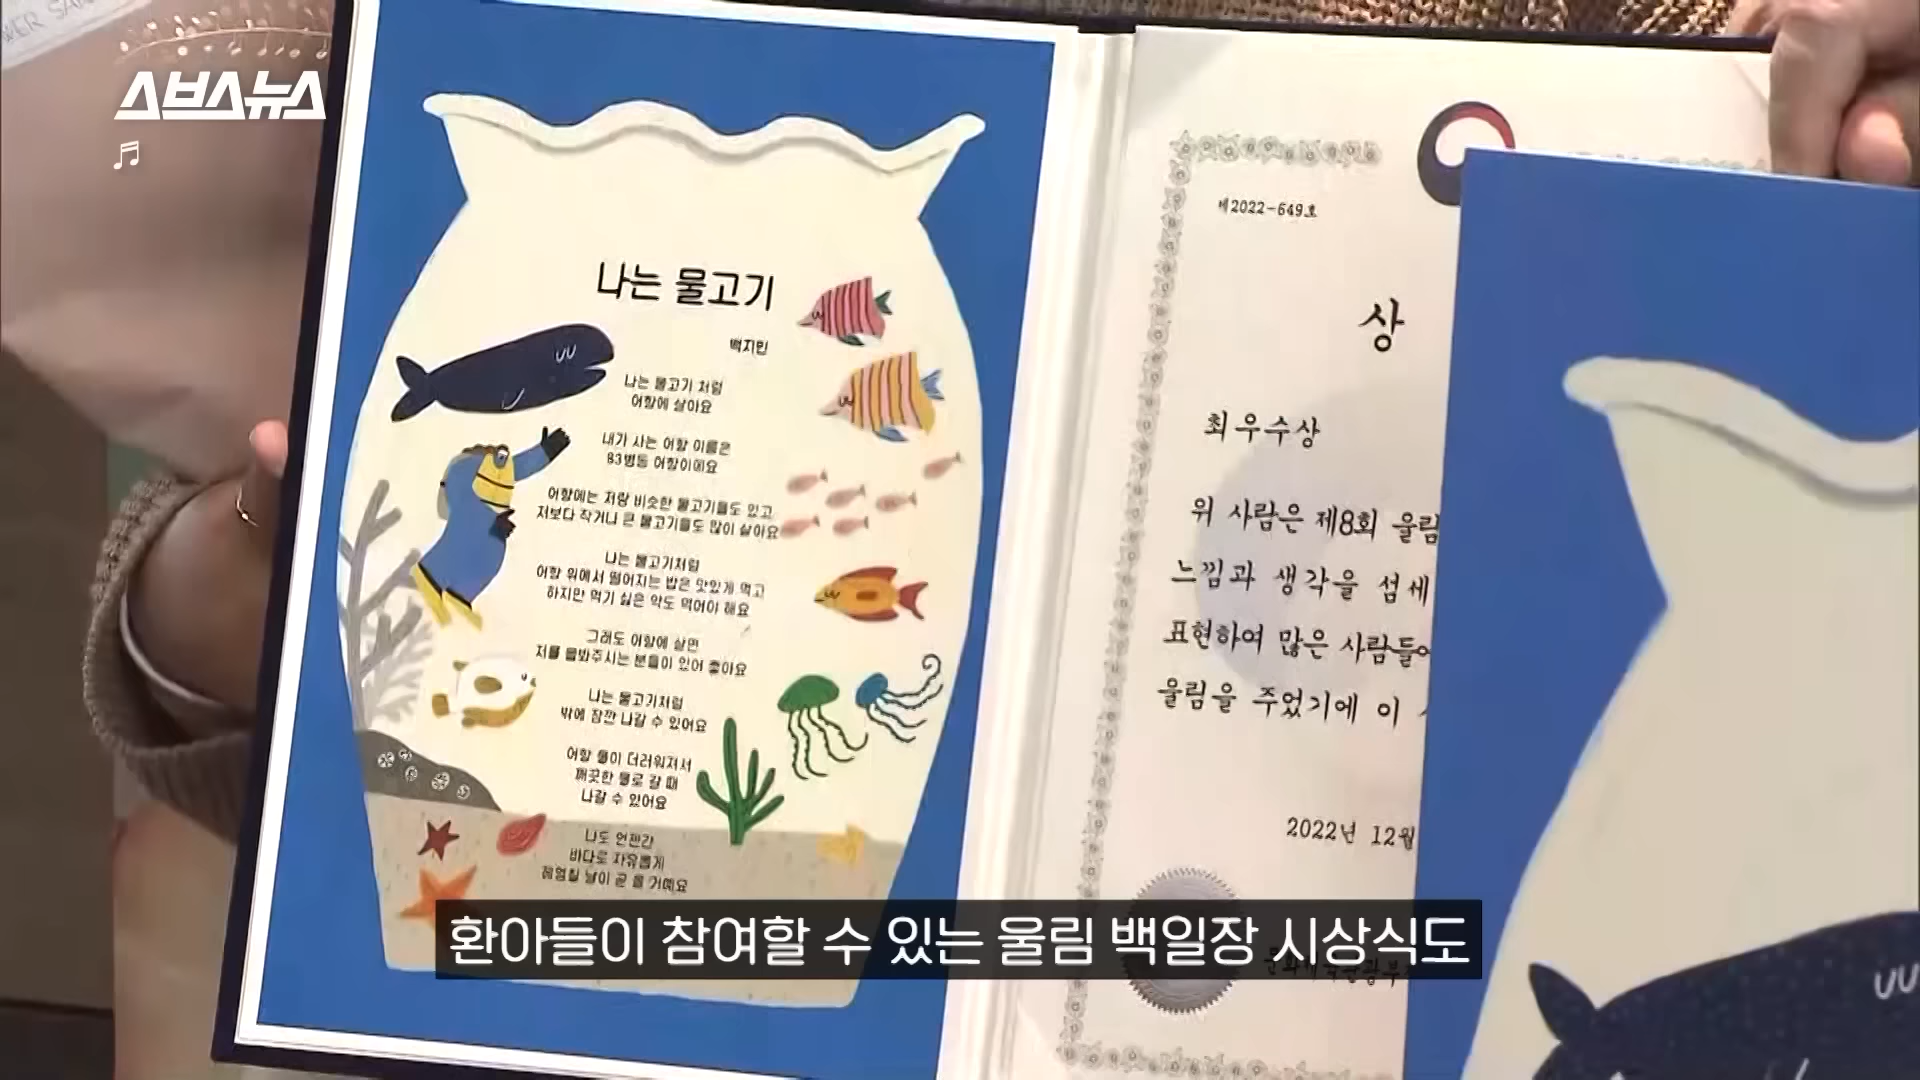 스브스뉴스
나는 물고기
백지민
나는 물고기 처럼
어항에 살아요
내가 사는 어항 이름은
83병동 어항이에요
어항에는 저랑 비슷한 물고기들도 있고
저보다 작거나 큰 물고기들도 많이 살아요
나는 물고기처럼
어항 위에서 떨어지는 밥은 맛있게 먹고
하지만 먹기 싫은 약도 먹어야 해요
그래도 어항에 살면
저를 돌봐주시는 분들이 있어 좋아요
나는 물고기처럼
밖에 잠깐 나갈 수 있어요
어항 물이 더러워져서
깨끗한 물로 갈 때
나갈 수 있어요
나도 언젠간
바다로 자유롭게
헤엄칠 날이 곧 올 거예요
제2022-649호
상
최우수상
위 사람은 제8회 울림
느낌과 생각을 섬세
표현하여 많은 사람들
울림을 주었기에 이
2022년 12월
환아들이 참여할 수 있는 울림 백일장 시상식도